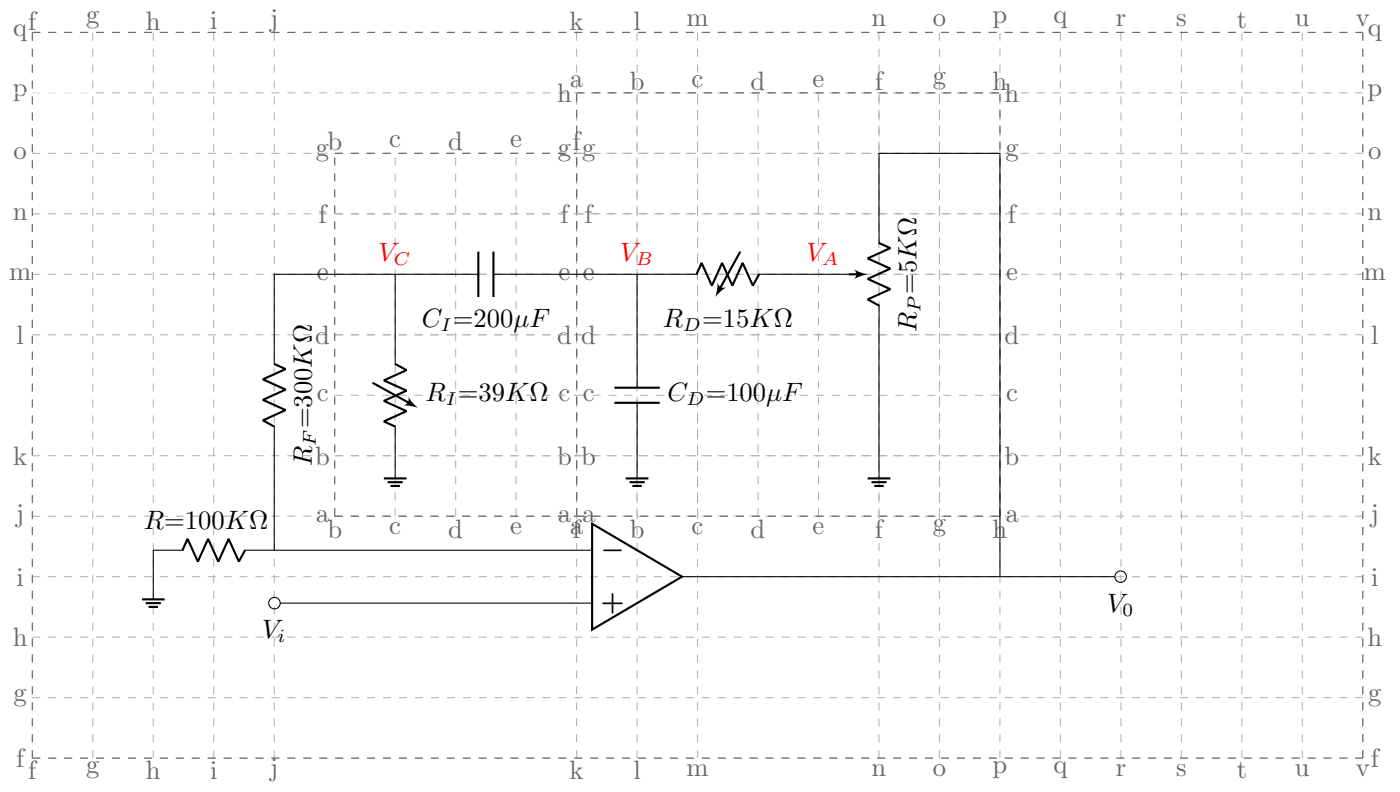 f g h i j k l m n o p q r s t u v
q q
a b c d e f g h
p h h p
b c d e f
o g g g g o
n f f f f n
V_C V_B V_A
m e e e e m
R_P=5KΩ
C_I=200μF R_D=15KΩ
l d d d d l
R_F=300KΩ
c R_I=39KΩ c c C_D=100μF c
k b b b b k
R=100KΩ
j a a a a j
b c d e f a b c d e f g h
−
i i
+
V_i V_0
h h
g g
f f
f g h i j k l m n o p q r s t u v